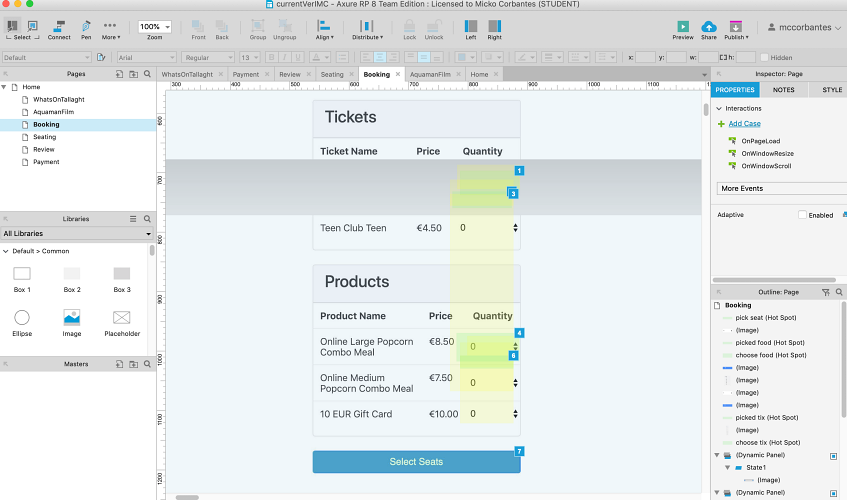 currentVerIMC - Axure RP 8 Team Edition : Licensed to Micko Corbantes (STUDENT)
Select Connect Pen More ▾ 100% Zoom Front Back Group Ungroup Align ▾ Distribute ▾ Lock Unlock Left Right Preview Share Publish ▾ mccorbantes
Default Arial Regular 13 B I U x: y: w: h: Hidden
Pages
Home
WhatsOnTallaght
AquamanFilm
Booking
Seating
Review
Payment
Libraries
All Libraries
Default > Common
Box 1 Box 2 Box 3
Ellipse Image Placeholder
Masters
WhatsOnTallaght Payment Review Seating Booking AquamanFilm Home
300 400 500 600 700 800 900 1000 1100
600
700
800
900
1000
1100
1200
Tickets
Ticket Name Price Quantity
1
3
Teen Club Teen €4.50 0
Products
Product Name Price Quantity
4
Online Large Popcorn Combo Meal €8.50 0
6
Online Medium Popcorn Combo Meal €7.50 0
10 EUR Gift Card €10.00 0
7
Select Seats
Inspector: Page
PROPERTIES NOTES STYLE
Interactions
Add Case
OnPageLoad
OnWindowResize
OnWindowScroll
More Events
Adaptive Enabled
Outline: Page
Booking
pick seat (Hot Spot)
(Image)
picked food (Hot Spot)
choose food (Hot Spot)
(Image)
(Image)
(Image)
(Image)
picked tix (Hot Spot)
(Image)
choose tix (Hot Spot)
(Dynamic Panel)
State1
(Image)
(Dynamic Panel)